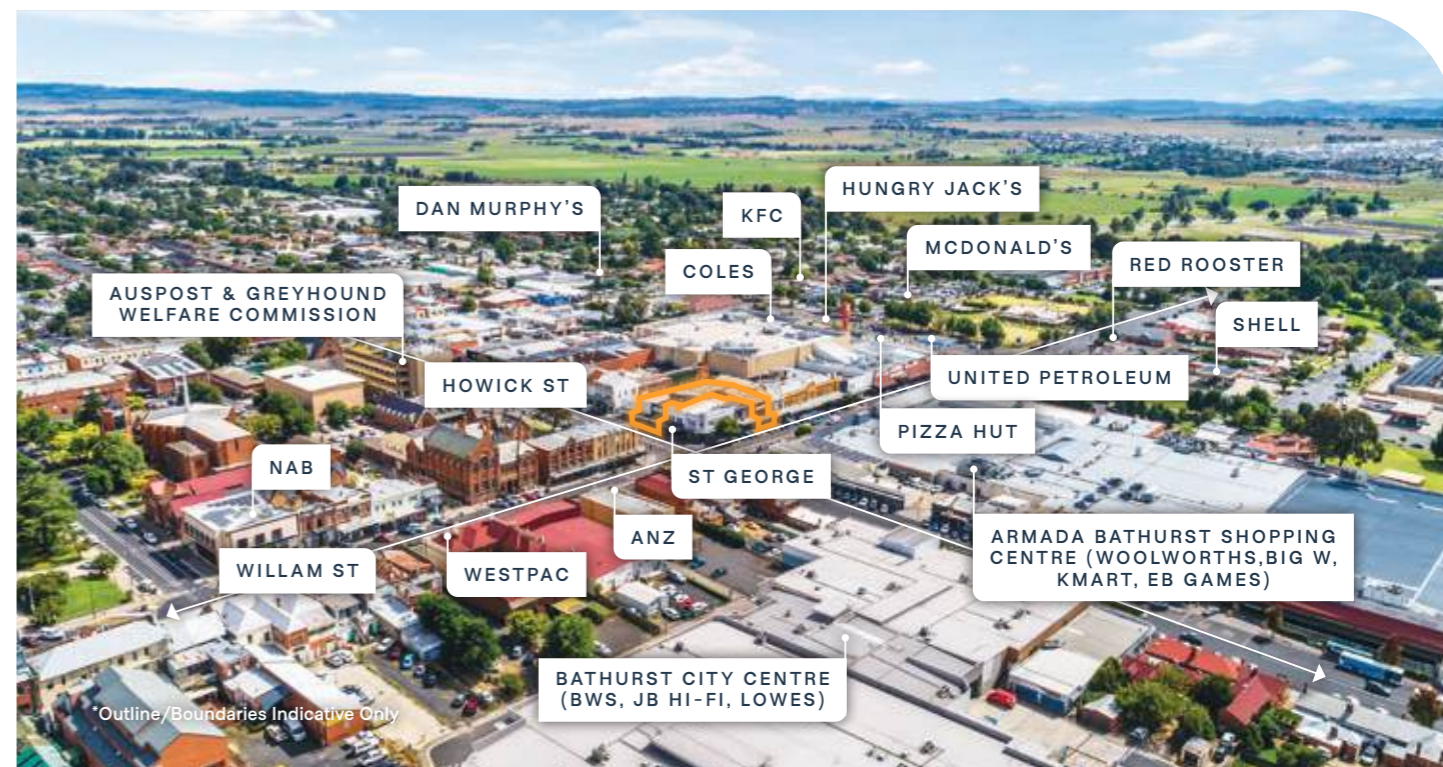 HUNGRY JACK'S
DAN MURPHY'S
KFC
MCDONALD'S
COLES
RED ROOSTER
AUSPOST & GREYHOUND
WELFARE COMMISSION
SHELL
HOWICK ST
UNITED PETROLEUM
PIZZA HUT
NAB
ST GEORGE
ANZ
ARMADA BATHURST SHOPPING
CENTRE (WOOLWORTHS,BIG W,
KMART, EB GAMES)
WILLAM ST
WESTPAC
BATHURST CITY CENTRE
(BWS, JB HI-FI, LOWES)
*Outline/Boundaries Indicative Only